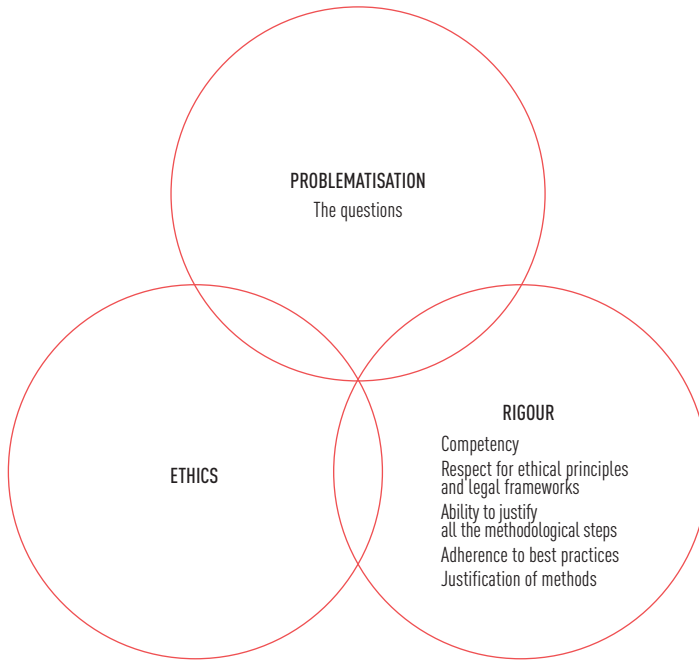 PROBLEMATISATION
The questions
ETHICS
RIGOUR
Competency
Respect for ethical principles
and legal frameworks
Ability to justify
all the methodological steps
Adherence to best practices
Justification of methods